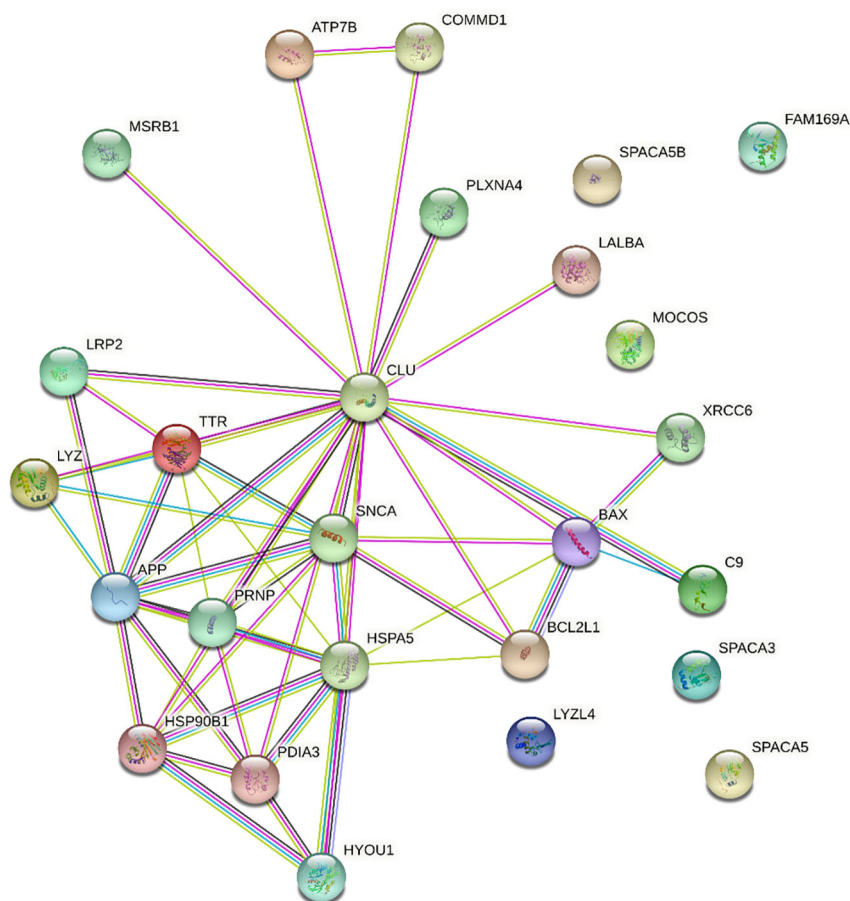 ATP7B
COMMD1
MSRB1
FAM169A
SPACA5B
PLXNA4
LALBA
MOCOS
LRP2
CLU
XRCC6
TTR
LYZ
SNCA
BAX
C9
APP
PRNP
HSPA5
BCL2L1
SPACA3
HSP90B1
LYZL4
PDIA3
SPACA5
HYOU1